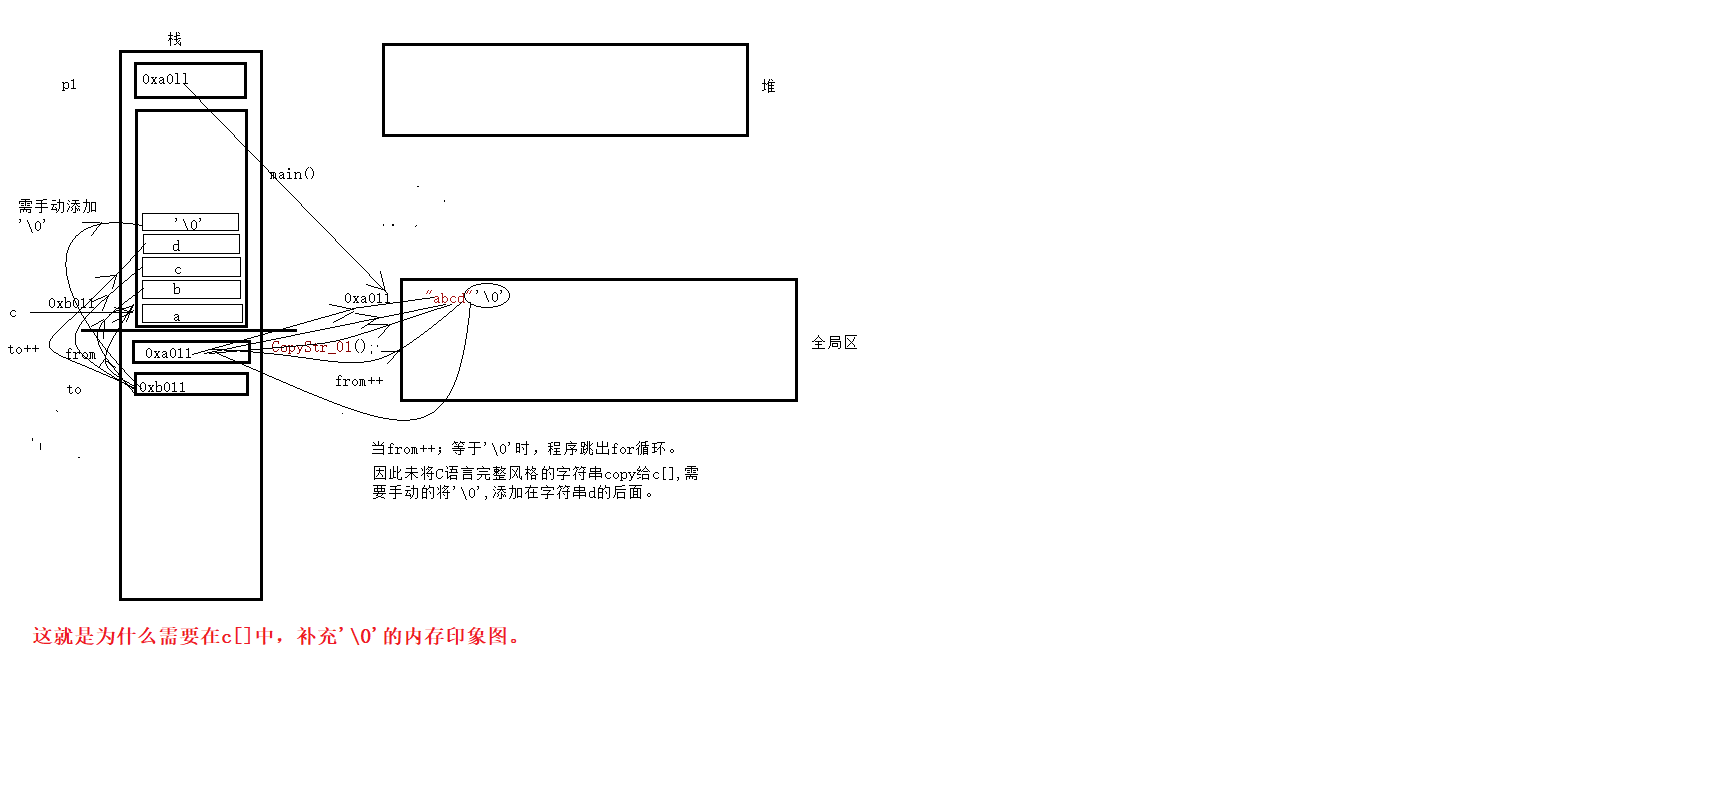 栈
p1
0xa011
堆
main()
需手动添加
'\0'
'\0'
d
c
b
a
0xb011
c
0xa011
"abcd"'\0'
to++
from
0xa011
CopyStr_01();
全局区
to
0xb011
from++
当from++；等于'\0'时，程序跳出for循环。
因此未将C语言完整风格的字符串copy给c[],需
要手动的将'\0',添加在字符串d的后面。
这就是为什么需要在c[]中，补充'\0'的内存印象图。